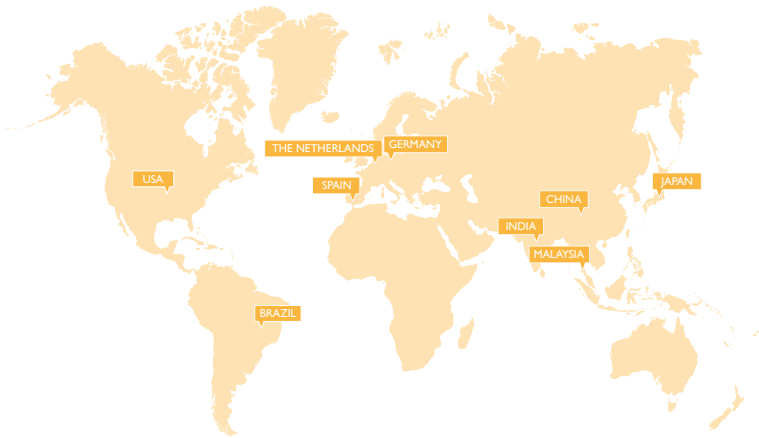 THE NETHERLANDS
GERMANY
USA
SPAIN
JAPAN
CHINA
INDIA
MALAYSIA
BRAZIL